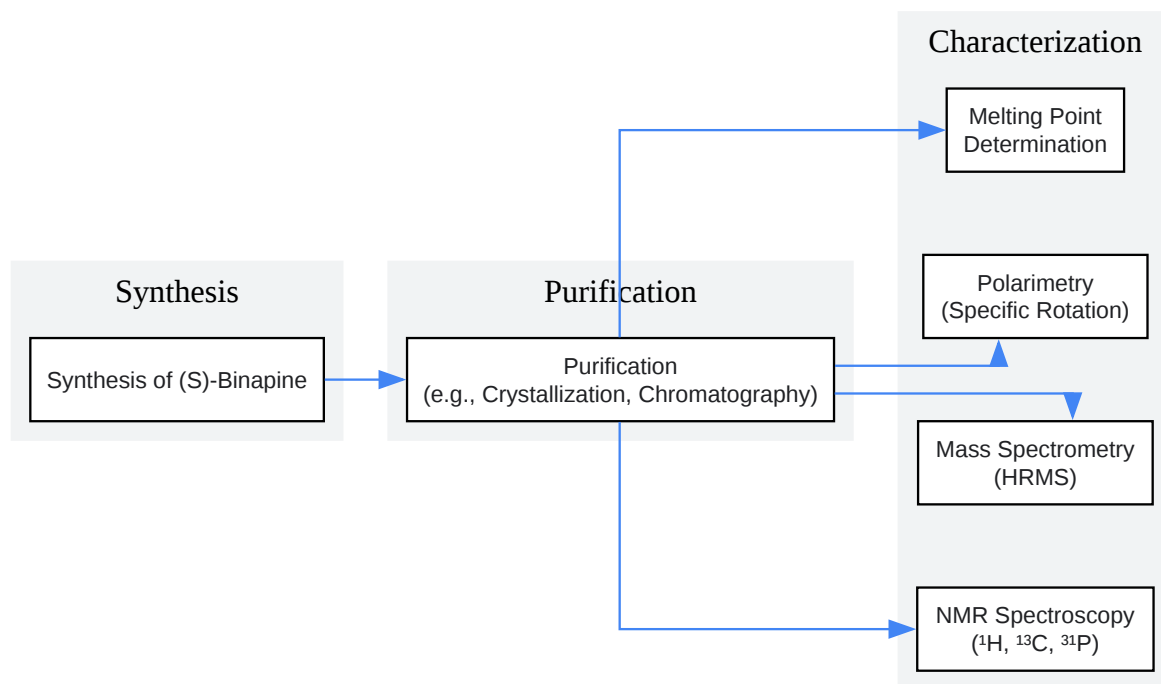 Synthesis
Synthesis of (S)-Binapine
Purification
Purification
(e.g., Crystallization, Chromatography)
Characterization
Melting Point
Determination
Polarimetry
(Specific Rotation)
Mass Spectrometry
(HRMS)
NMR Spectroscopy
(¹H, ¹³C, ³¹P)